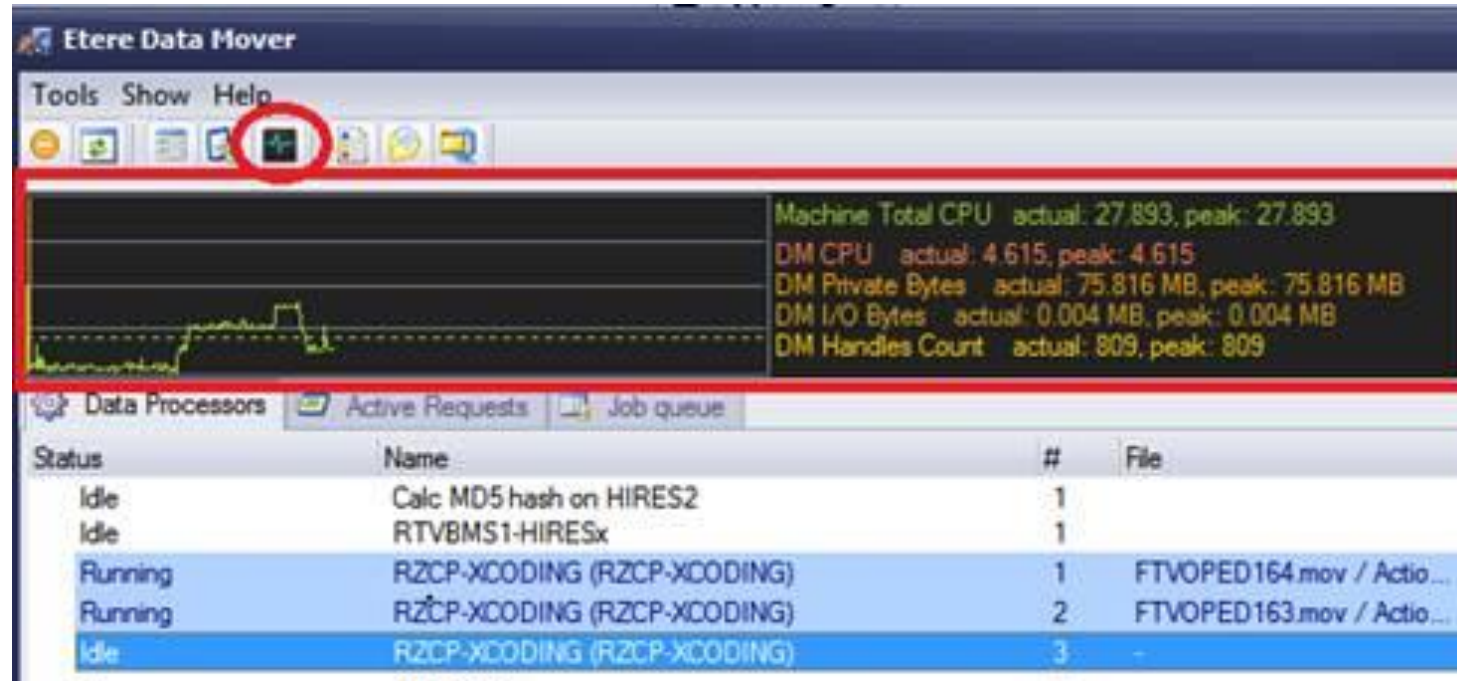 Etere Data Mover
Tools Show Help
Machine Total CPU actual: 27.893, peak: 27.893
DM CPU actual: 4.615, peak: 4.615
DM Private Bytes actual: 75.816 MB, peak: 75.816 MB
DM I/O Bytes actual: 0.004 MB, peak: 0.004 MB
DM Handles Count actual: 809, peak: 809
Data Processors Active Requests Job queue
Status Name # File
Idle Calc MD5 hash on HIRES2 1
Idle RTVBMS1-HIRESx 1
Running RZCP-XCODING (RZCP-XCODING) 1 FTVOPED164.mov / Actio...
Running RZCP-XCODING (RZCP-XCODING) 2 FTVOPED163.mov / Actio...
Idle RZCP-XCODING (RZCP-XCODING) 3 -